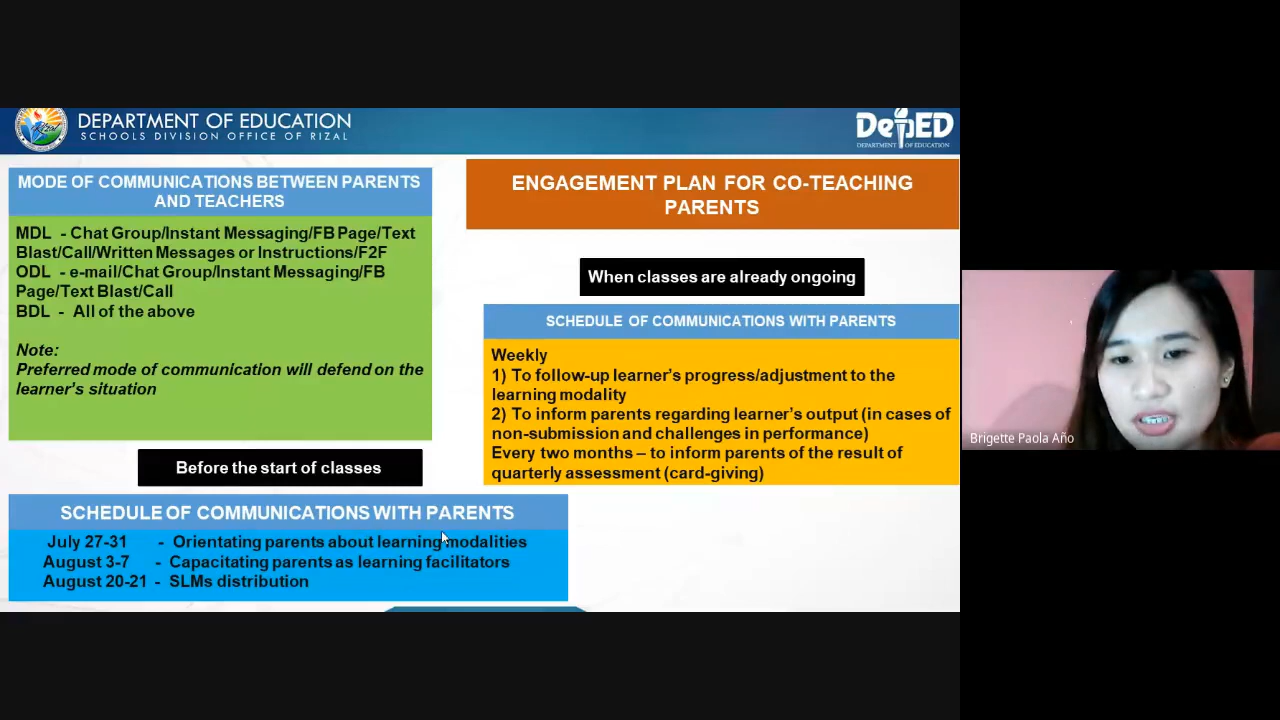 DEPARTMENT OF EDUCATION
SCHOOLS DIVISION OFFICE OF RIZAL
DepED
DEPARTMENT OF EDUCATION
MODE OF COMMUNICATIONS BETWEEN PARENTS
AND TEACHERS
MDL - Chat Group/Instant Messaging/FB Page/Text
Blast/Call/Written Messages or Instructions/F2F
ODL - e-mail/Chat Group/Instant Messaging/FB
Page/Text Blast/Call
BDL - All of the above
Note:
Preferred mode of communication will defend on the
learner's situation
Before the start of classes
SCHEDULE OF COMMUNICATIONS WITH PARENTS
July 27-31 - Orientating parents about learning modalities
August 3-7 - Capacitating parents as learning facilitators
August 20-21 - SLMs distribution
ENGAGEMENT PLAN FOR CO-TEACHING
PARENTS
When classes are already ongoing
SCHEDULE OF COMMUNICATIONS WITH PARENTS
Weekly
1) To follow-up learner's progress/adjustment to the
learning modality
2) To inform parents regarding learner's output (in cases of
non-submission and challenges in performance)
Every two months – to inform parents of the result of
quarterly assessment (card-giving)
Brigette Paola Año